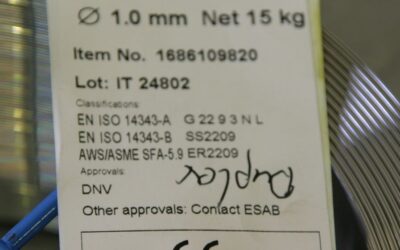 Ø 1.0 mm Net 15 kg
Item No. 1686109820
Lot: IT 24802
Classifications:
EN ISO 14343-A G 22 9 3 N L
EN ISO 14343-B SS2209
AWS/ASME SFA-5.9 ER2209
Approvals:
DNV
Duplex
Other approvals: Contact ESAB